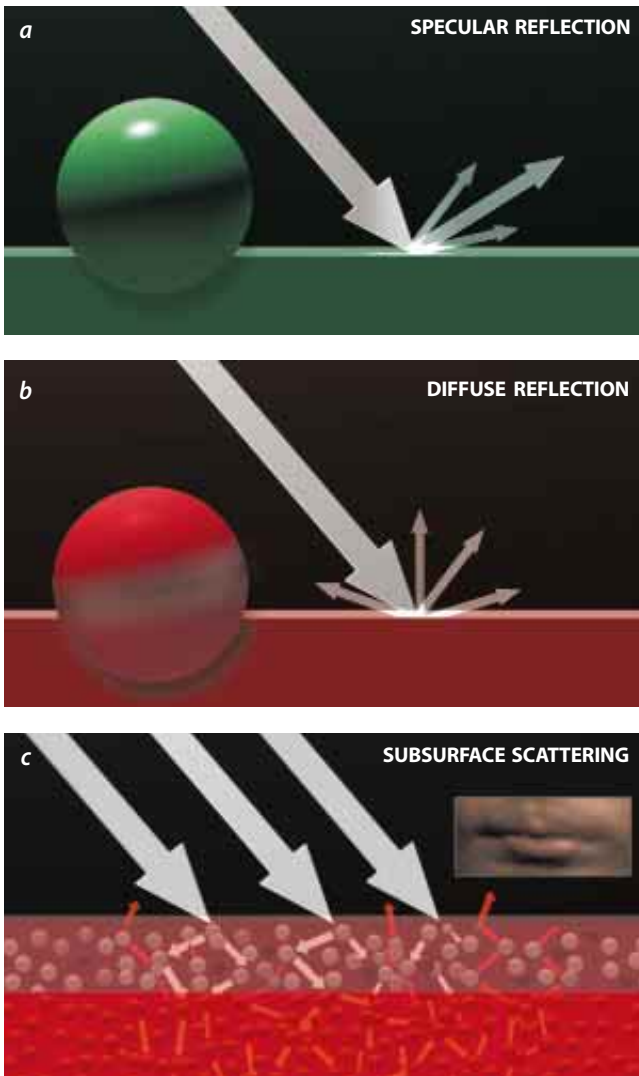 a
SPECULAR REFLECTION
b
DIFFUSE REFLECTION
c
SUBSURFACE SCATTERING